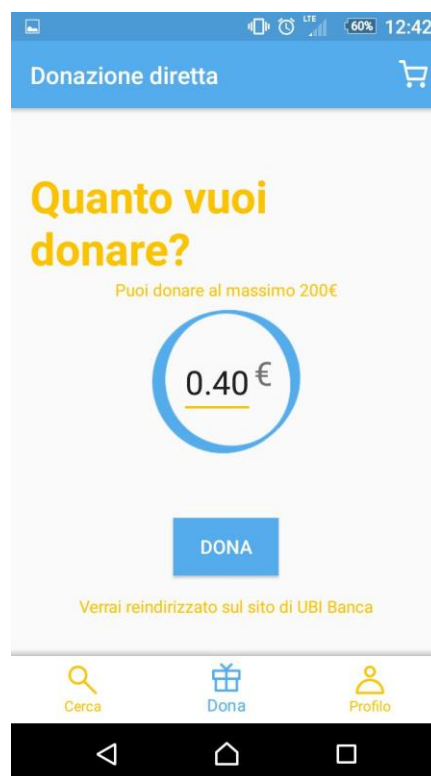 LTE 60% 12:42
Donazione diretta
Quanto vuoi
donare?
Puoi donare al massimo 200€
0.40 €
DONA
Verrai reindirizzato sul sito di UBI Banca
Cerca Dona Profilo